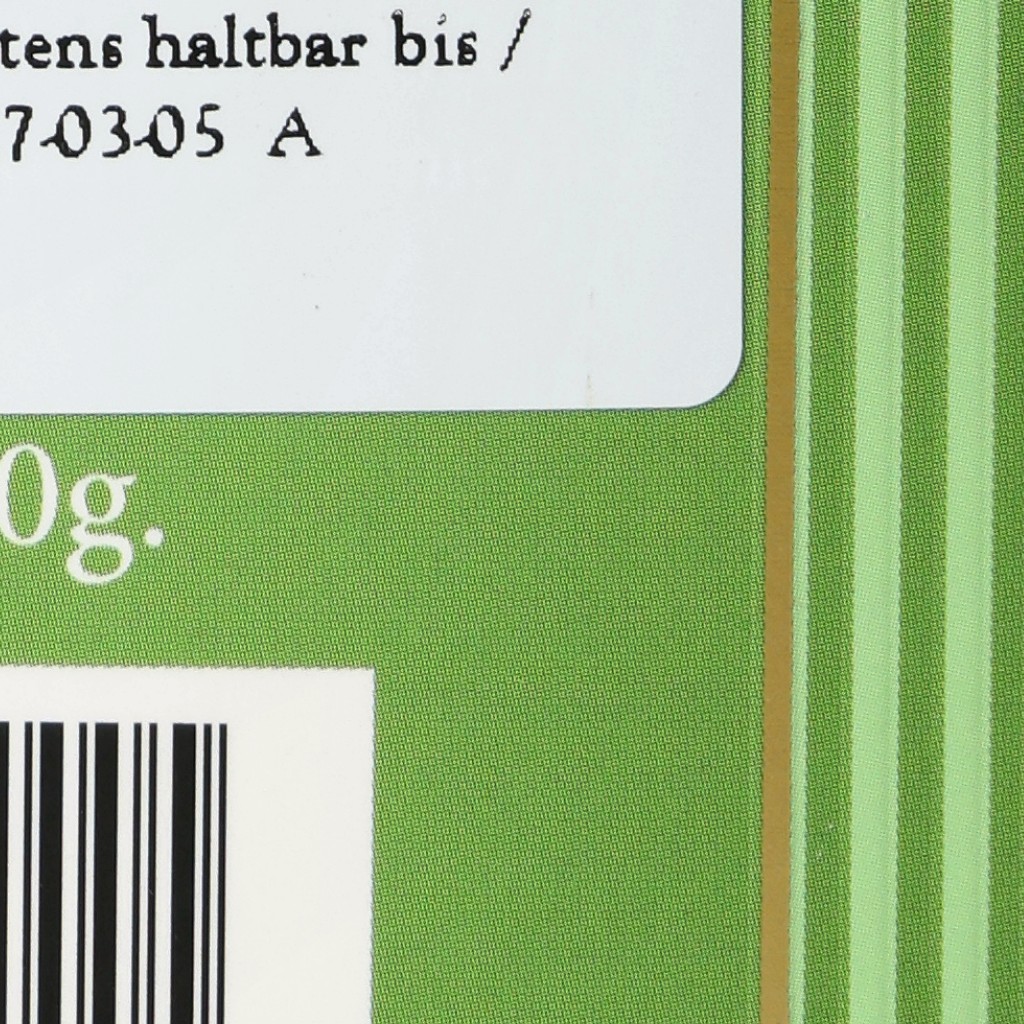 tens haltbar bis /
7-03-05 A
0g.